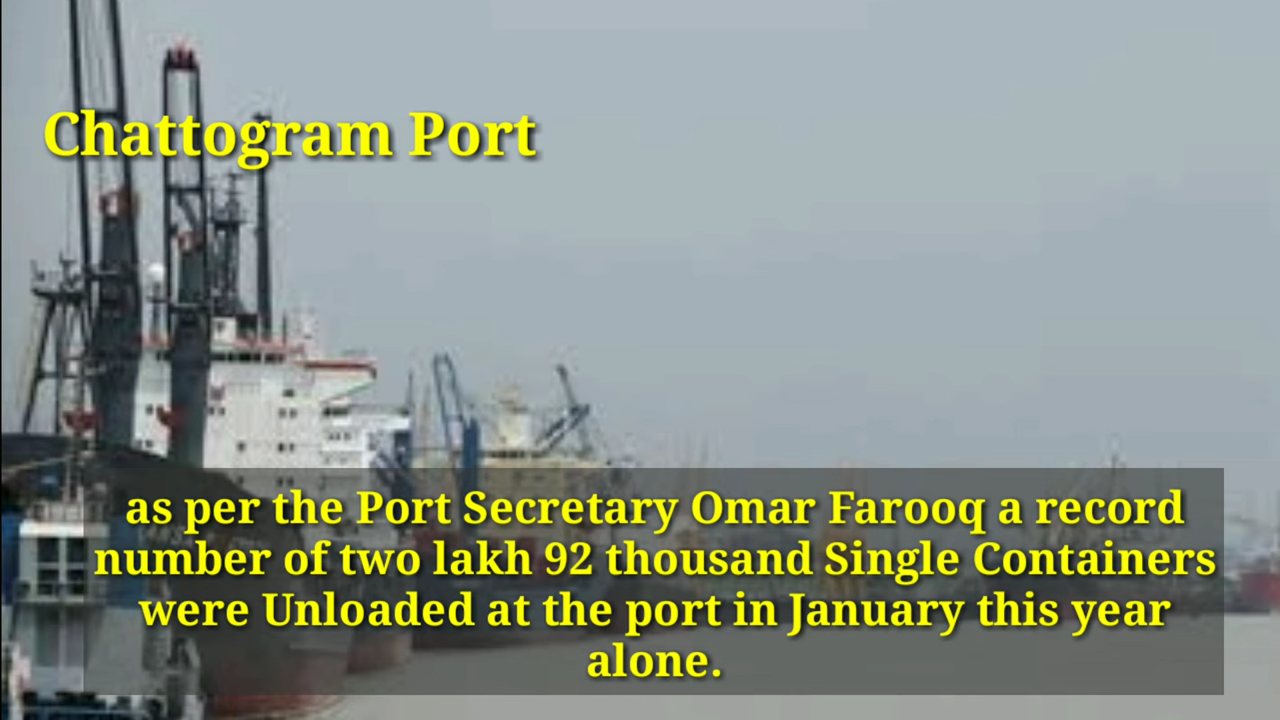 Chattogram Port
as per the Port Secretary Omar Farooq a record
number of two lakh 92 thousand Single Containers
were Unloaded at the port in January this year
alone.